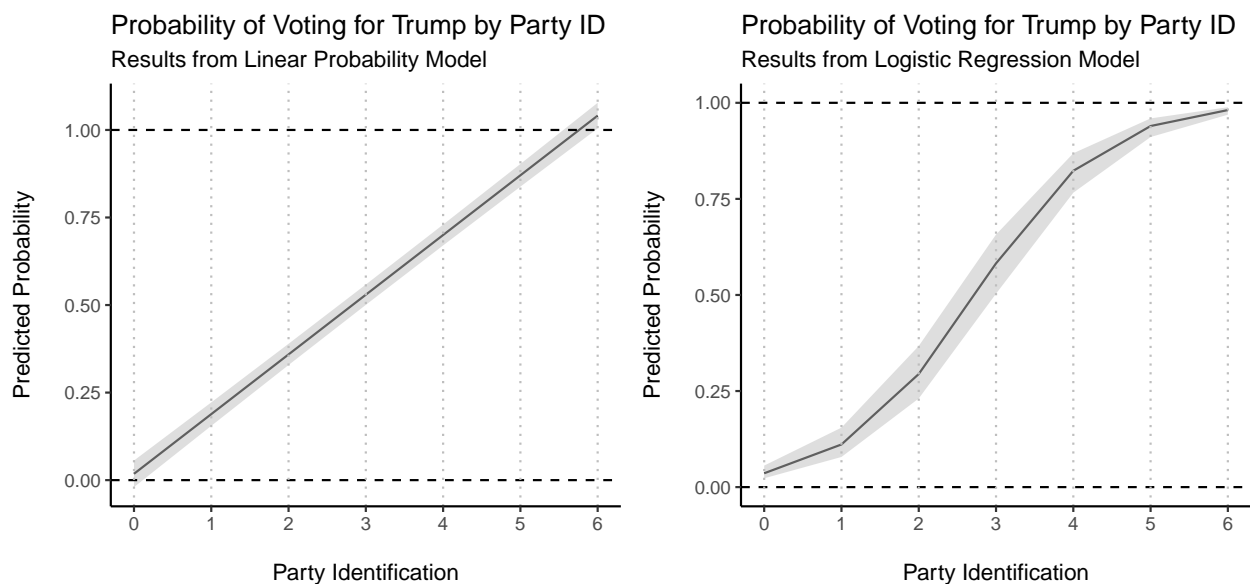 Probability of Voting for Trump by Party ID
Results from Linear Probability Model
1.00
0.75
0.50
0.25
0.00
Predicted Probability
0 1 2 3 4 5 6
Party Identification
Probability of Voting for Trump by Party ID
Results from Logistic Regression Model
1.00
0.75
0.50
0.25
0.00
Predicted Probability
0 1 2 3 4 5 6
Party Identification